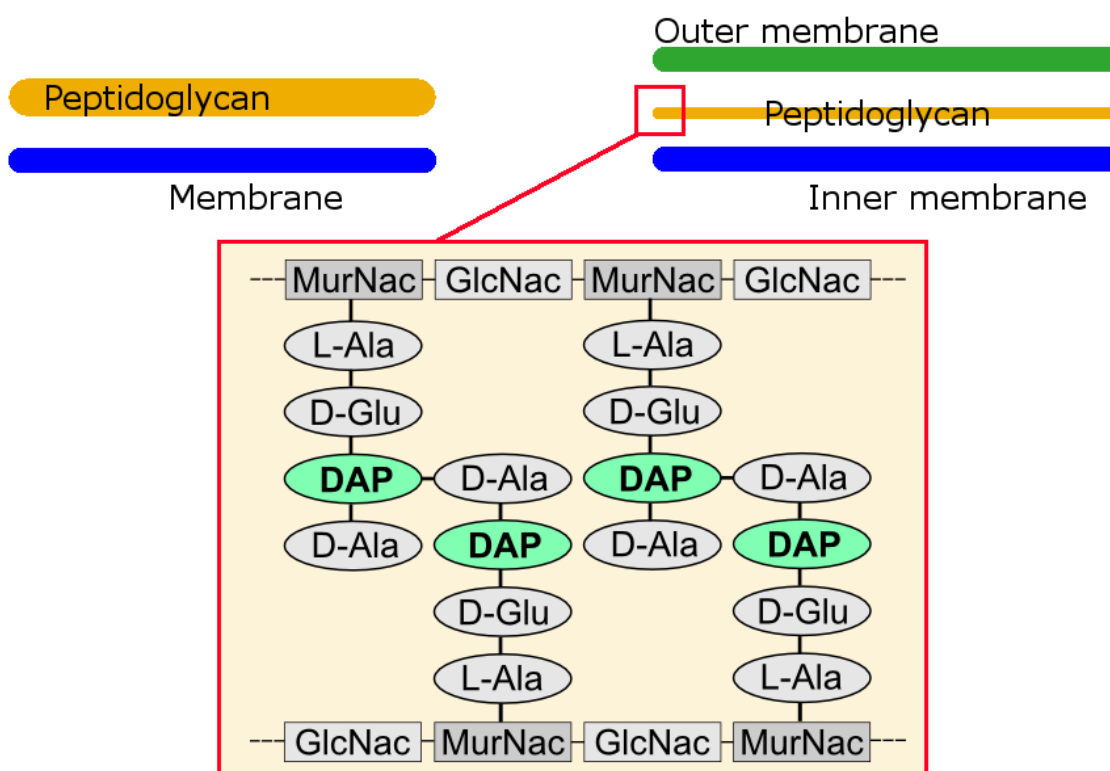 Outer membrane
Peptidoglycan
Peptidoglycan
Membrane
Inner membrane
MurNac GlcNac MurNac GlcNac
L-Ala L-Ala
D-Glu D-Glu
DAP D-Ala DAP D-Ala
D-Ala DAP D-Ala DAP
D-Glu D-Glu
L-Ala L-Ala
GlcNac MurNac GlcNac MurNac